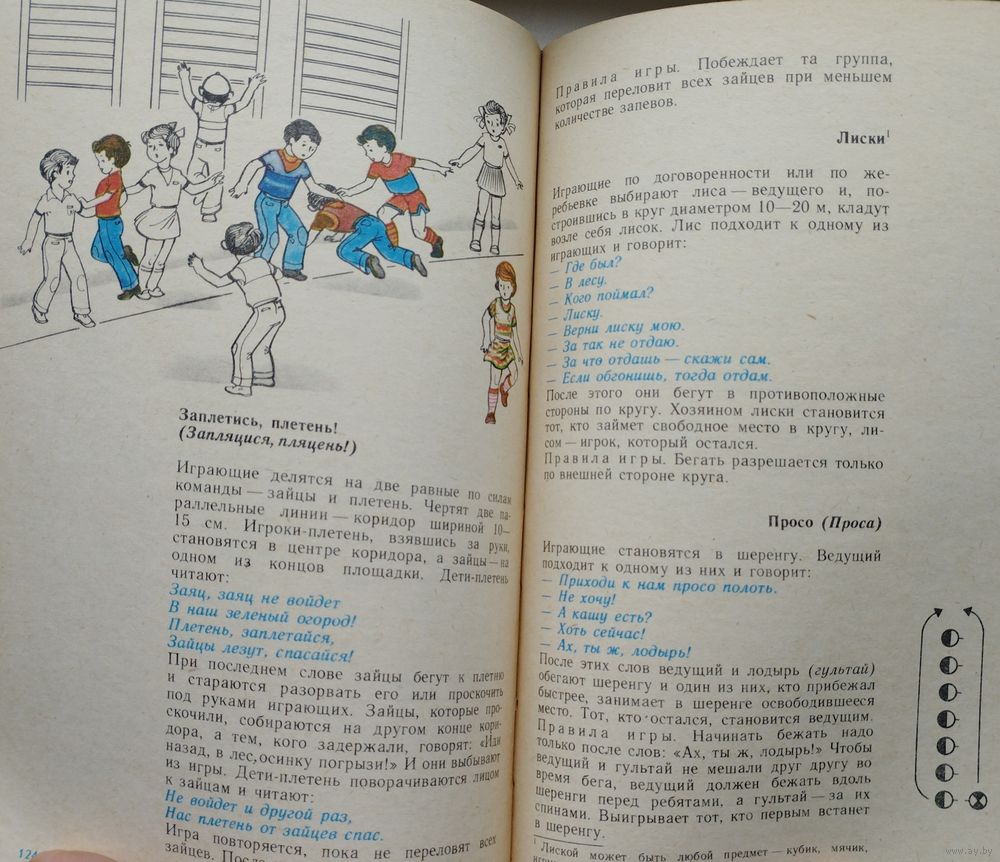 Заплетись, плетень!
(Запляцися, пляцень!)
Играющие делятся на две равные по силам
команды — зайцы и плетень. Чертят две па-
раллельные линии — коридор шириной 10—
15 см. Игроки-плетень, взявшись за руки,
становятся в центре коридора, а зайцы — на
одном из концов площадки. Дети-плетень
читают:
Заяц, заяц не войдет
В наш зеленый огород!
Плетень, заплетайся,
Зайцы лезут, спасайся!
При последнем слове зайцы бегут к плетню
и стараются разорвать его или проскочить
под руками играющих. Зайцы, которые про-
скочили, собираются на другом конце кори-
дора, а тем, кого задержали, говорят: «Иди
назад, в лес, осинку погрызи!» И они выбывают
из игры. Дети-плетень поворачиваются лицом
к зайцам и читают:
Не войдет и другой раз,
Нас плетень от зайцев спас.
Игра повторяется, пока не переловят всех
зайцев.
124
Правила игры. Побеждает та группа,
которая переловит всех зайцев при меньшем
количестве запевов.
Лиски¹
Играющие по договоренности или по же-
ребьевке выбирают лиса — ведущего и, по-
строившись в круг диаметром 10—20 м, кладут
возле себя лисок. Лис подходит к одному из
играющих и говорит:
— Где был?
— В лесу.
— Кого поймал?
— Лиску.
— Верни лиску мою.
— За так не отдаю.
— За что отдашь — скажи сам.
— Если обгонишь, тогда отдам.
После этого они бегут в противоположные
стороны по кругу. Хозяином лиски становится
тот, кто займет свободное место в кругу, ли-
сом — игрок, который остался.
Правила игры. Бегать разрешается только
по внешней стороне круга.
Просо (Проса)
Играющие становятся в шеренгу. Ведущий
подходит к одному из них и говорит:
— Приходи к нам просо полоть.
— Не хочу!
— А кашу есть?
— Хоть сейчас!
— Ах, ты ж, лодырь!
После этих слов ведущий и лодырь (гультай)
обегают шеренгу и один из них, кто прибежал
быстрее, занимает в шеренге освободившееся
место. Тот, кто остался, становится ведущим.
Правила игры. Начинать бежать надо
только после слов: «Ах, ты ж, лодырь!» Чтобы
ведущий и гультай не мешали друг другу во
время бега, ведущий должен бежать вдоль
шеренги перед ребятами, а гультай — за их
спинами. Выигрывает тот, кто первым встанет
в шеренгу.
¹ Лиской может быть любой предмет — кубик, мячик,
www.ay.by